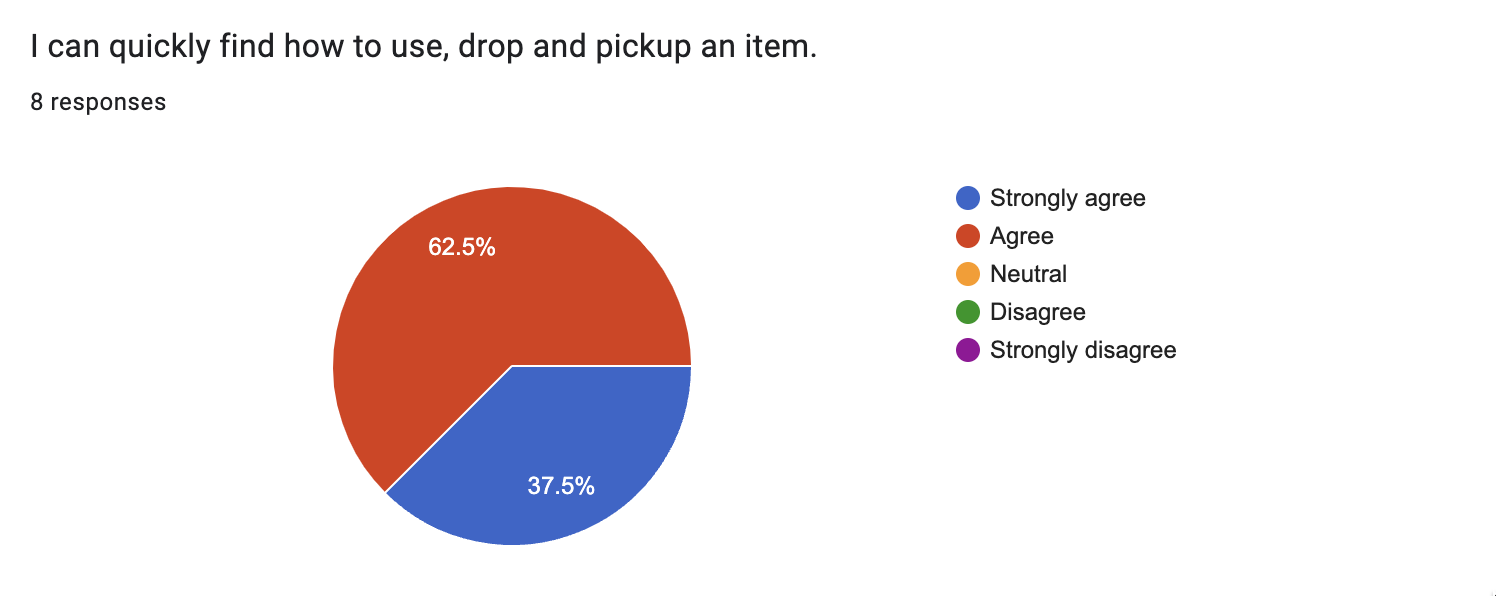 I can quickly find how to use, drop and pickup an item.
8 responses
62.5%
37.5%
Strongly agree
Agree
Neutral
Disagree
Strongly disagree